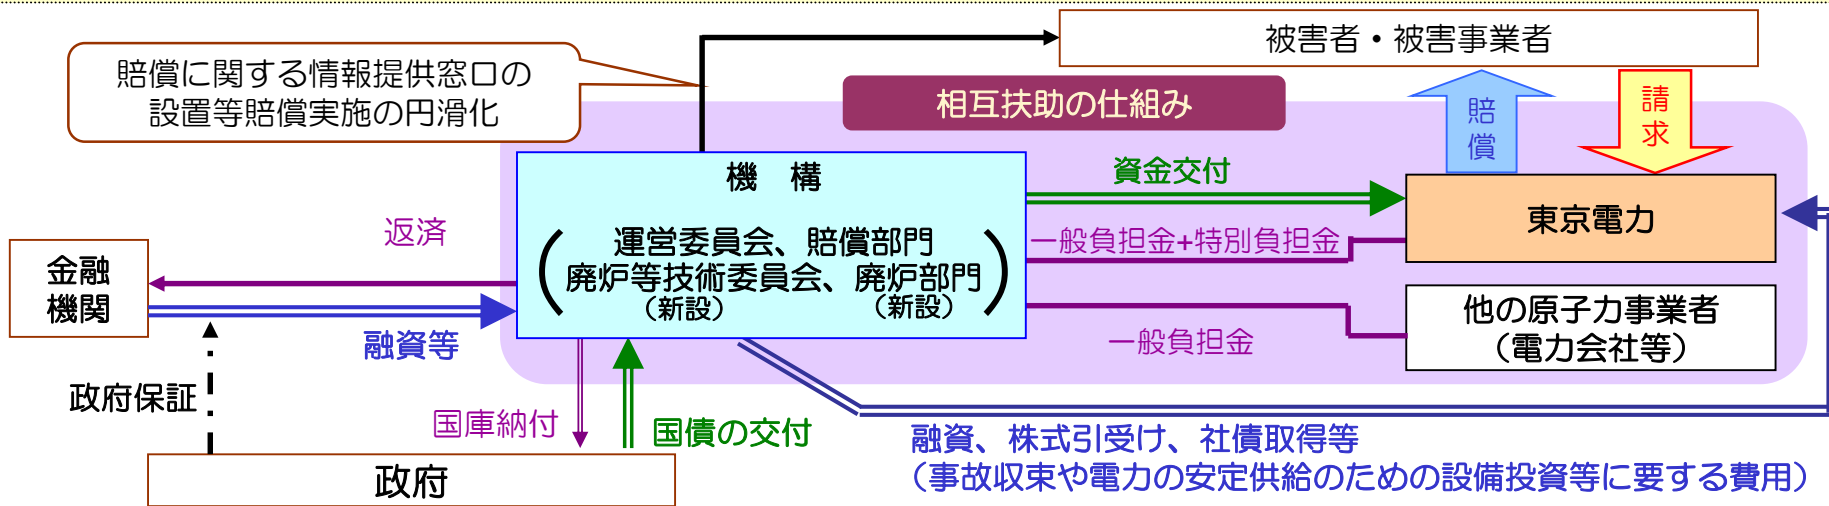 被害者・被害事業者
賠償に関する情報提供窓口の
設置等賠償実施の円滑化
相互扶助の仕組み
賠償
請求
機　構
運営委員会、賠償部門
廃炉等技術委員会、廃炉部門
（新設）　（新設）
資金交付
東京電力
返済
一般負担金+特別負担金
金融
機関
融資等
他の原子力事業者
（電力会社等）
一般負担金
政府保証
国庫納付
国債の交付
融資、株式引受け、社債取得等
（事故収束や電力の安定供給のための設備投資等に要する費用）
政府